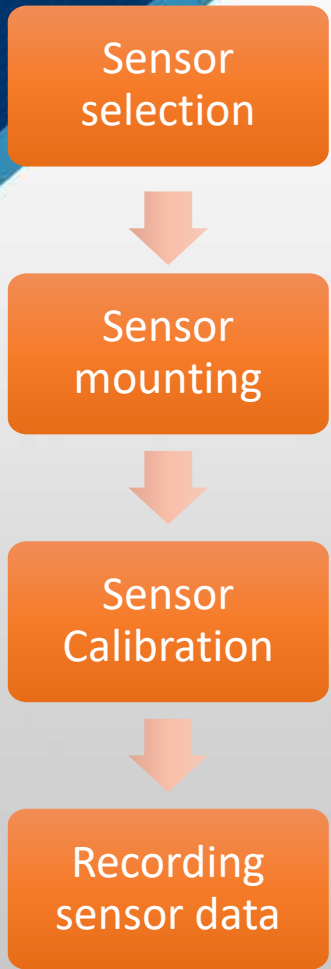 Sensor
selection
Sensor
mounting
Sensor
Calibration
Recording
sensor data